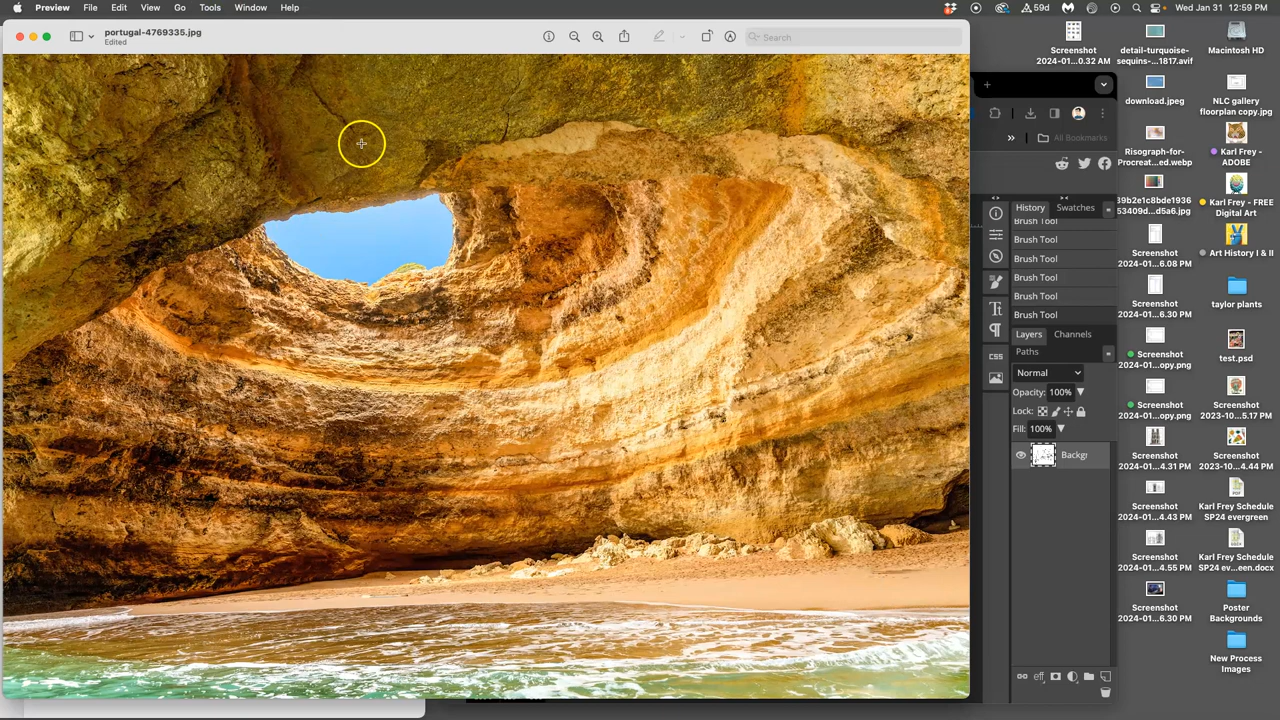 Preview File Edit View Go Tools Window Help
59d
Wed Jan 31 12:59 PM
portugal-4769335.jpg
Edited
Search
Screenshot
2024-01...0.32 AM
detail-turquoise-
sequins-...1817.avif
Macintosh HD
download.jpeg
NLC gallery
floorplan copy.jpg
All Bookmarks
Risograph-for-
Procreat...ed.webp
Karl Frey -
ADOBE
39b2e1c8bde1936
53409d...d5a6.jpg
Karl Frey - FREE
Digital Art
History Swatches
Brush Tool
Brush Tool
Brush Tool
Brush Tool
Brush Tool
Brush Tool
Screenshot
2024-01...6.08 PM
Art History I & II
Screenshot
2024-01...6.30 PM
taylor plants
Layers Channels
Paths
Screenshot
2024-01...opy.png
test.psd
Normal
Opacity: 100%
Lock:
Fill: 100%
Screenshot
2024-01...opy.png
Screenshot
2023-10...5.17 PM
Backgr
Screenshot
2024-01...4.31 PM
Screenshot
2023-10...4.44 PM
Screenshot
2024-01...4.43 PM
Karl Frey Schedule
SP24 evergreen
Screenshot
2024-01...4.55 PM
Karl Frey Schedule
SP24 ev...een.docx
Screenshot
2024-01...6.30 PM
Poster
Backgrounds
New Process
Images